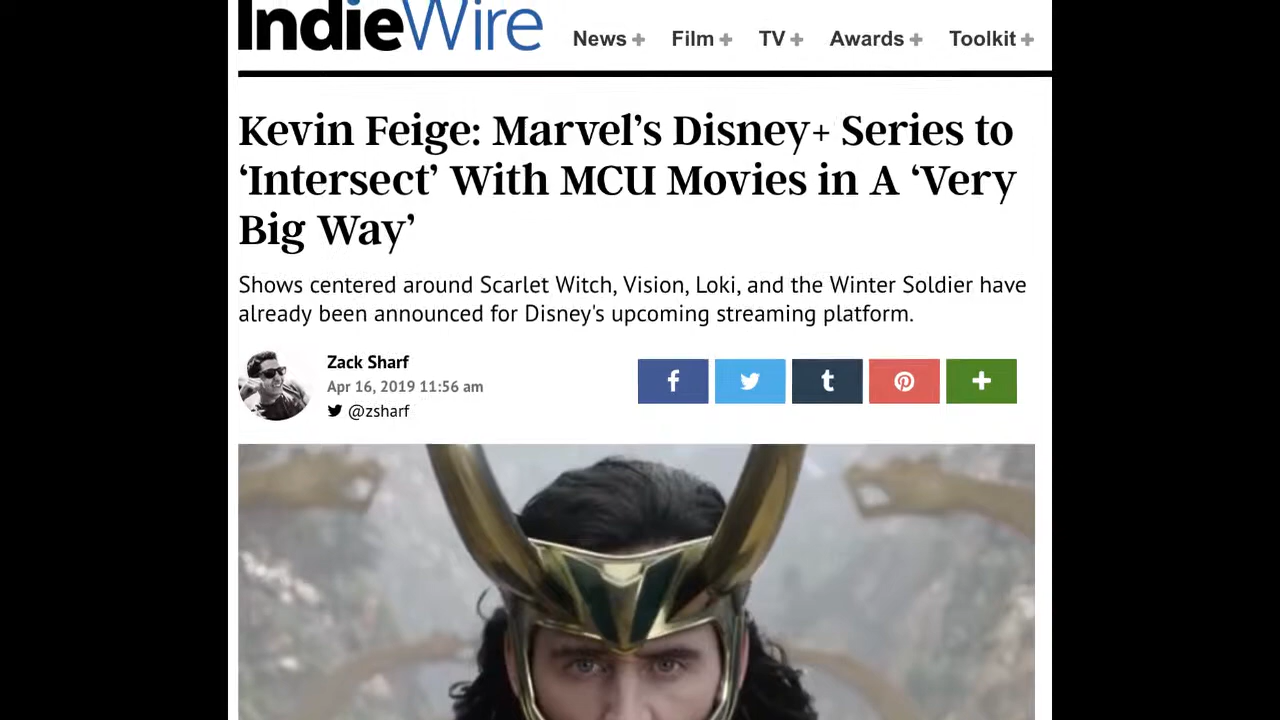 IndieWire News + Film + TV + Awards + Toolkit +
Kevin Feige: Marvel's Disney+ Series to
‘Intersect’ With MCU Movies in A ‘Very
Big Way’
Shows centered around Scarlet Witch, Vision, Loki, and the Winter Soldier have
already been announced for Disney's upcoming streaming platform.
Zack Sharf
Apr 16, 2019 11:56 am
@zsharf